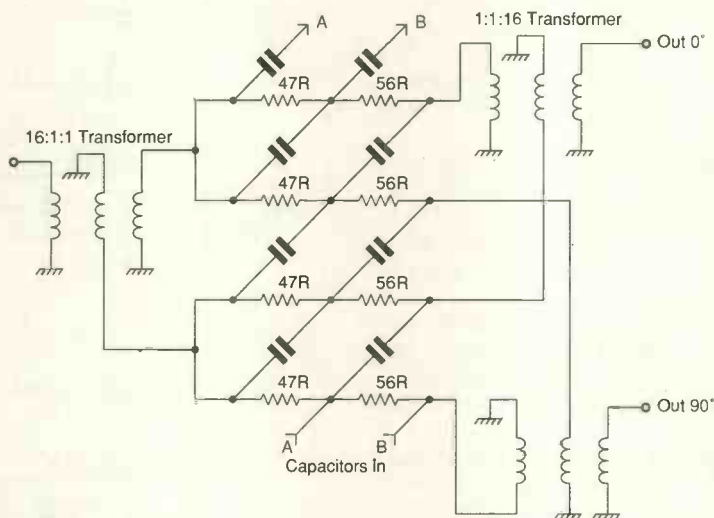 A
B
1:1:16 Transformer
Out 0°
47R
56R
16:1:1 Transformer
47R
56R
47R
56R
47R
56R
Out 90°
A
B
Capacitors In